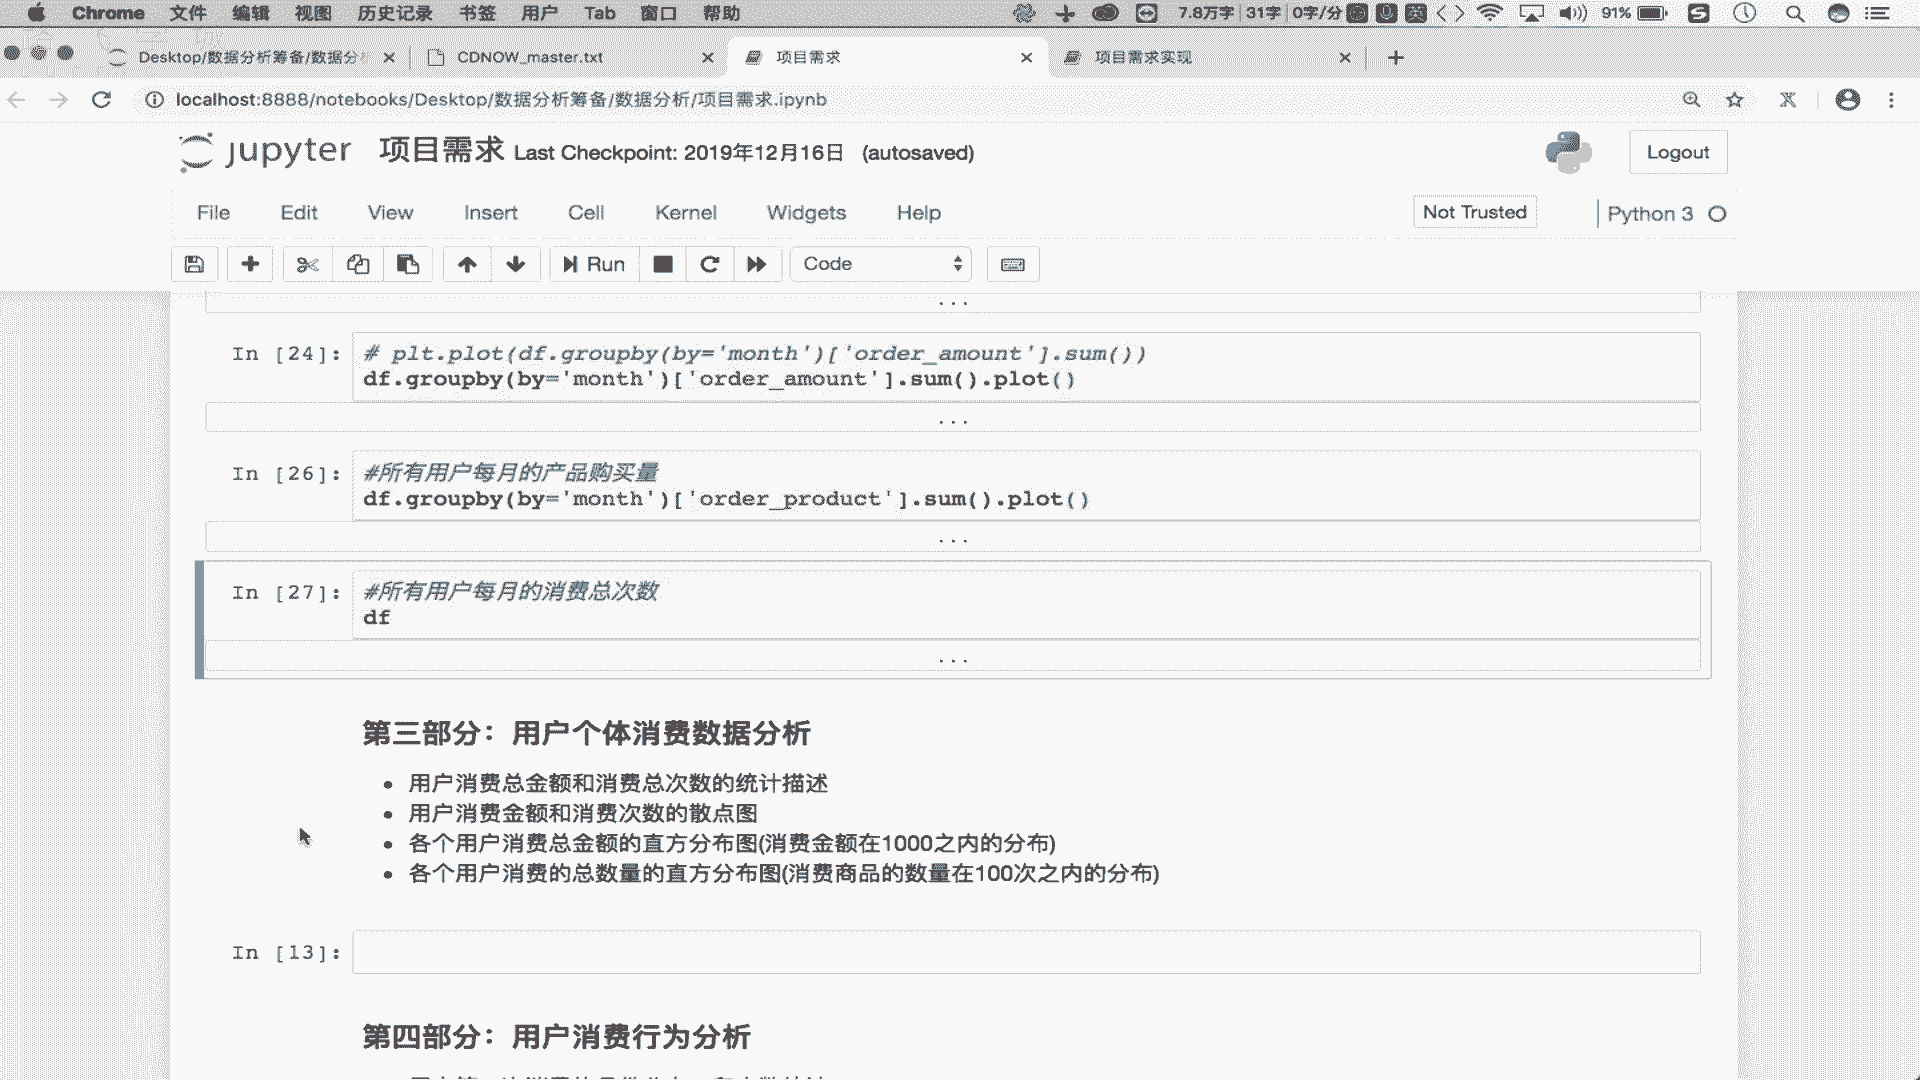 Chrome 文件 编辑 视图 历史记录 书签 用户 Tab 窗口 帮助 7.8万字 31字 0字/分 英 91%
Desktop/数据分析筹备/数据分 CDNOW_master.txt 项目需求 项目需求实现
localhost:8888/notebooks/Desktop/数据分析筹备/数据分析/项目需求.ipynb
jupyter 项目需求 Last Checkpoint: 2019年12月16日 (autosaved) Logout
File Edit View Insert Cell Kernel Widgets Help Not Trusted Python 3
Run Code
...
In [24]: # plt.plot(df.groupby(by='month')['order_amount'].sum())
df.groupby(by='month')['order_amount'].sum().plot()
...
In [26]: #所有用户每月的产品购买量
df.groupby(by='month')['order_product'].sum().plot()
...
In [27]: #所有用户每月的消费总次数
df
...
第三部分：用户个体消费数据分析
• 用户消费总金额和消费总次数的统计描述
• 用户消费金额和消费次数的散点图
• 各个用户消费总金额的直方分布图(消费金额在1000之内的分布)
• 各个用户消费的总数量的直方分布图(消费商品的数量在100次之内的分布)
In [13]:
第四部分：用户消费行为分析